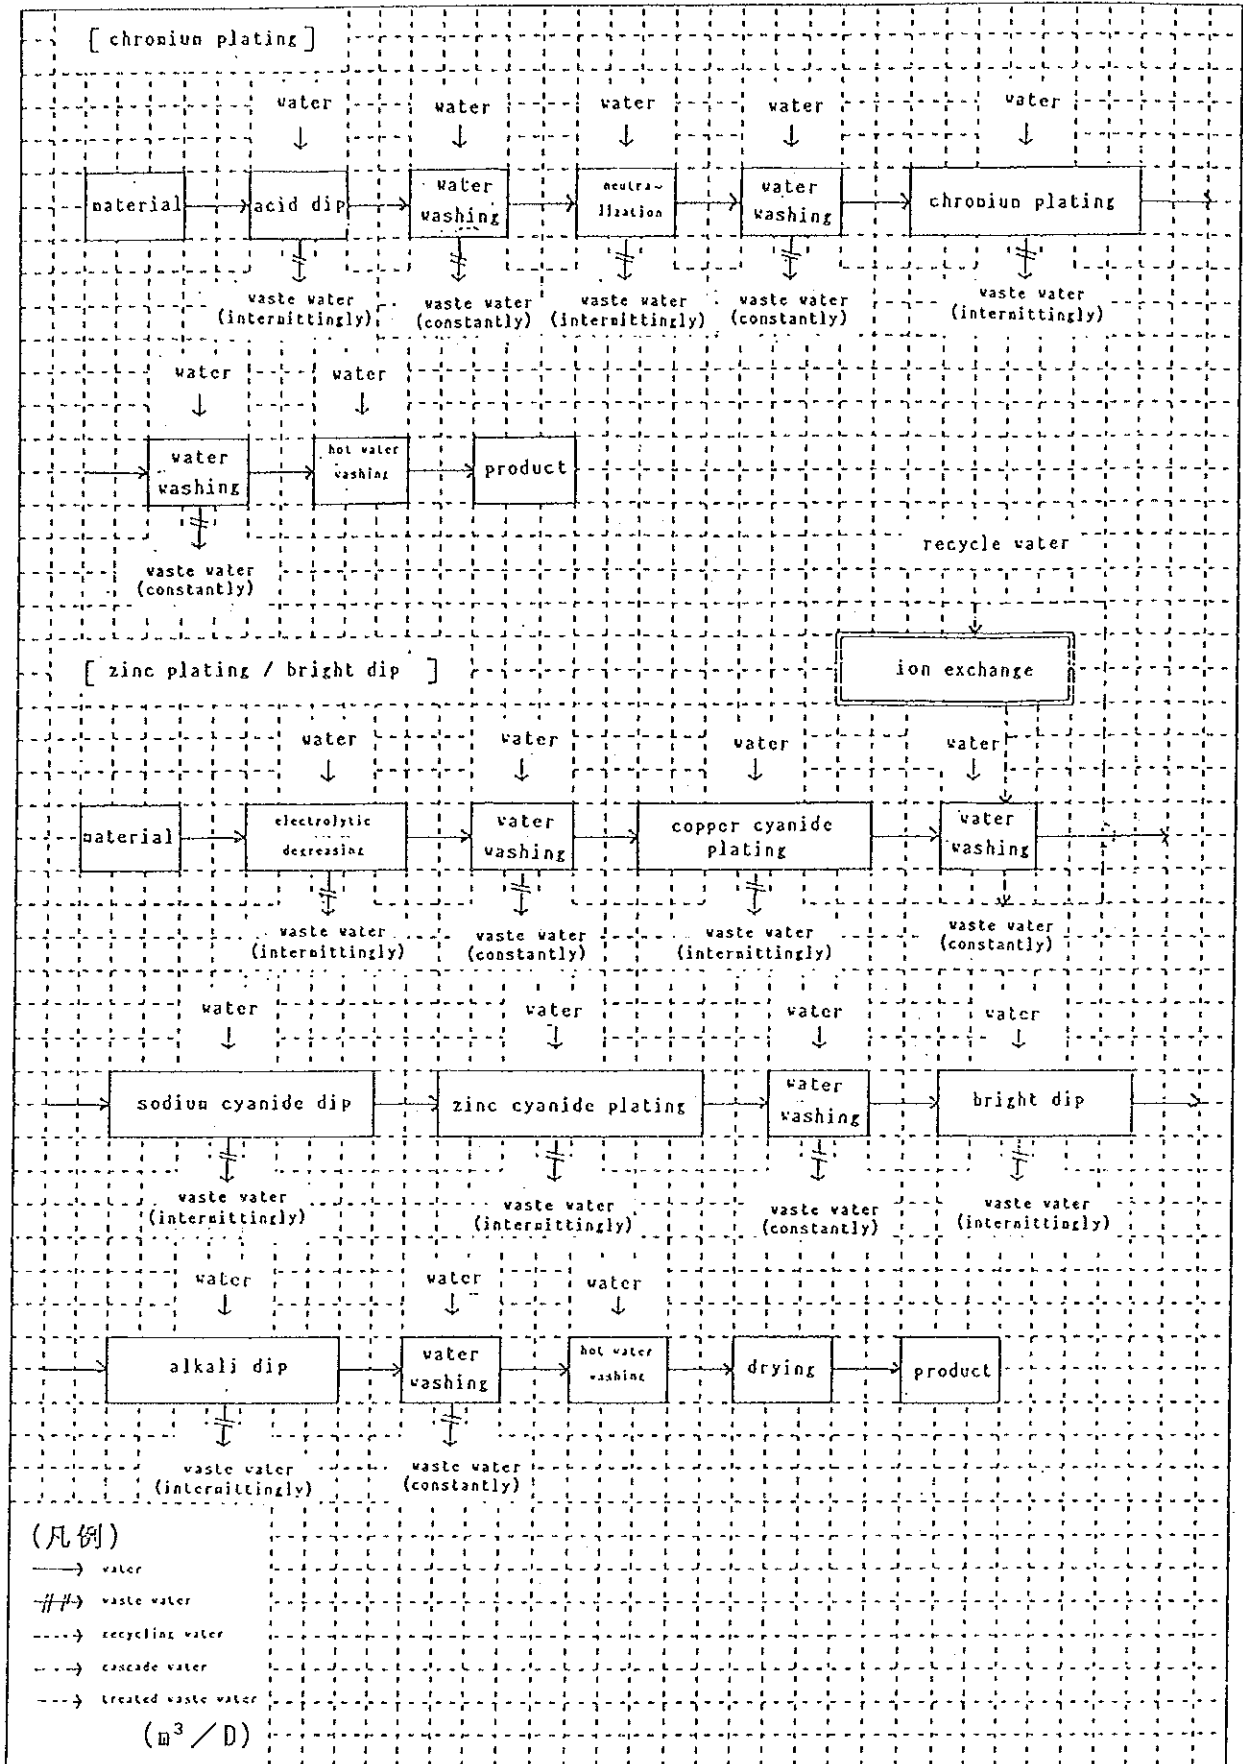 [ chromium plating ]
water water water water water
material acid dip water washing neutra-lization water washing chromium plating
waste water (intermittingly) waste water (constantly) waste water (intermittingly) waste water (constantly) waste water (intermittingly)
water water
water washing hot water washing product
waste water (constantly)
recycle water
ion exchange
[ zinc plating / bright dip ]
water water water water
material electrolytic degreasing water washing copper cyanide plating water washing
waste water (intermittingly) waste water (constantly) waste water (intermittingly) waste water (constantly)
water water water water
sodium cyanide dip zinc cyanide plating water washing bright dip
waste water (intermittingly) waste water (intermittingly) waste water (constantly) waste water (intermittingly)
water water water
alkali dip water washing hot water washing drying product
waste water (intermittingly) waste water (constantly)
(凡例)
water
waste water
recycling water
cascade water
treated waste water
(m³/D)